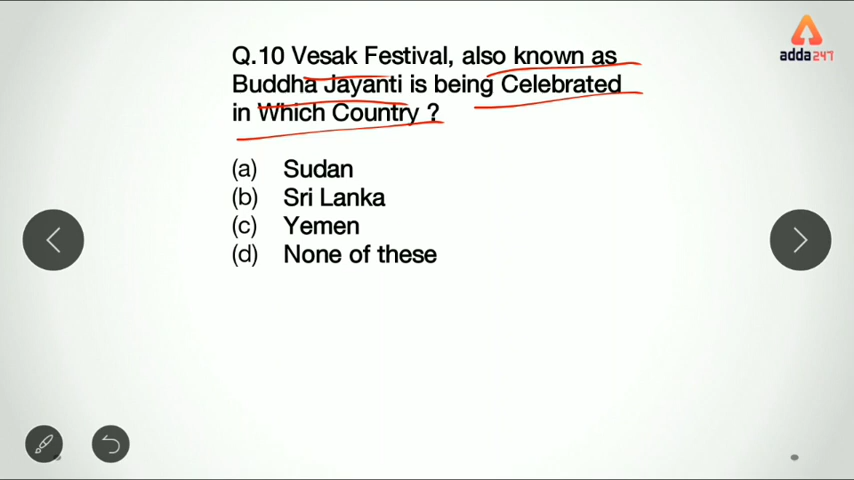 Q.10 Vesak Festival, also known as
Buddha Jayanti is being Celebrated
in Which Country ?
(a) Sudan
(b) Sri Lanka
(c) Yemen
(d) None of these
adda247